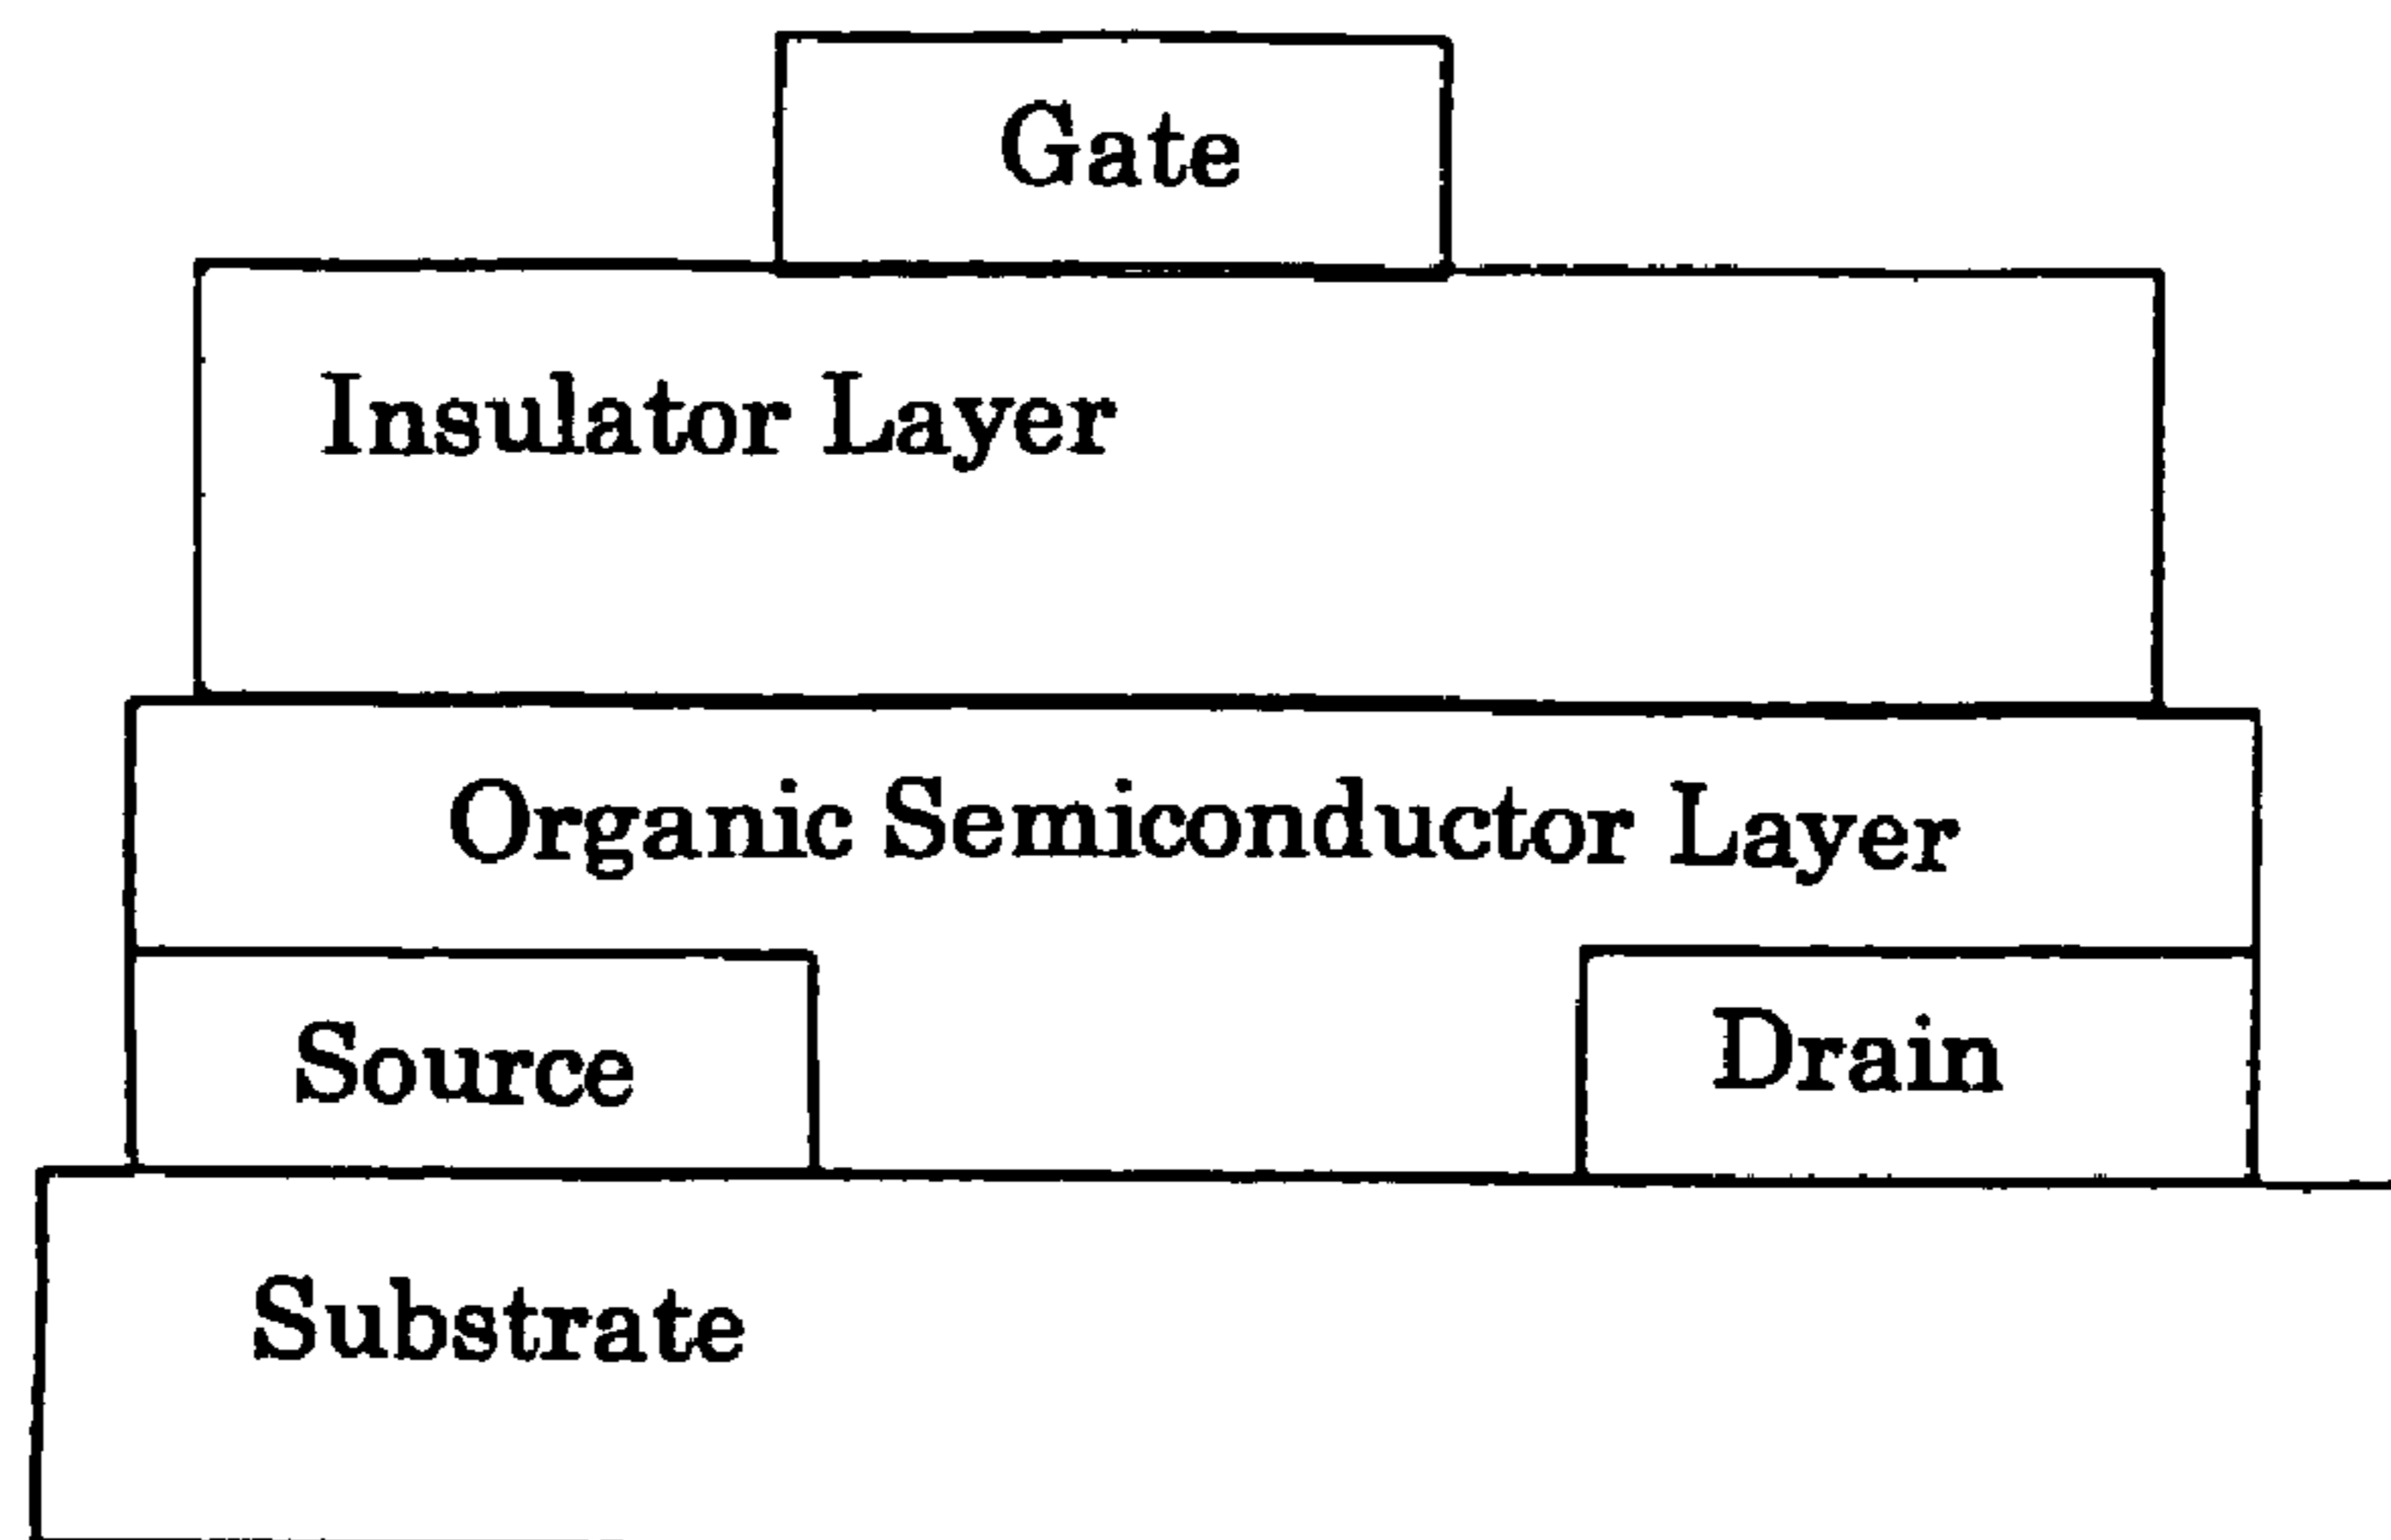 Gate
Insulator Layer
Organic Semiconductor Layer
Source
Drain
Substrate